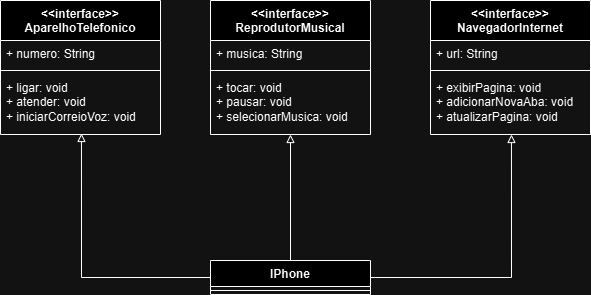 <<interface>>
AparelhoTelefonico
+ numero: String
+ ligar: void
+ atender: void
+ iniciarCorreioVoz: void
<<interface>>
ReprodutorMusical
+ musica: String
+ tocar: void
+ pausar: void
+ selecionarMusica: void
<<interface>>
NavegadorInternet
+ url: String
+ exibirPagina: void
+ adicionarNovaAba: void
+ atualizarPagina: void
IPhone